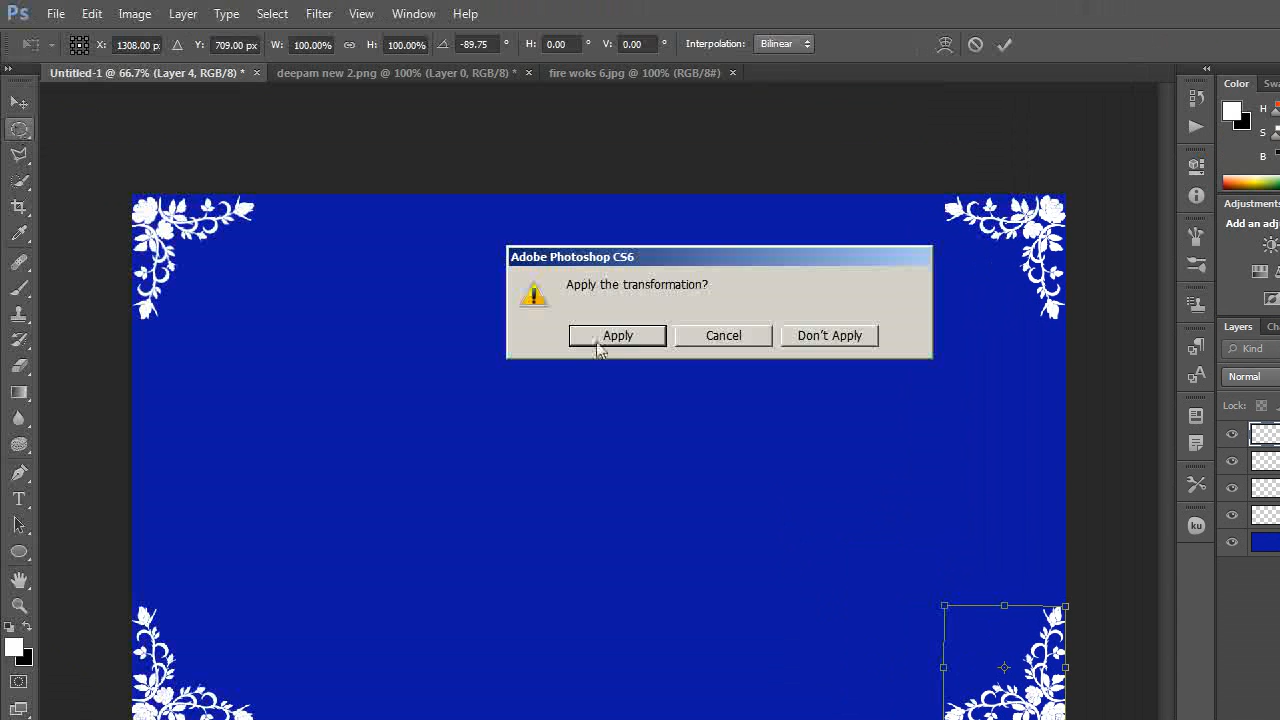 Ps File Edit Image Layer Type Select Filter View Window Help
X: 1308.00 px Y: 709.00 px W: 100.00% H: 100.00% -89.75 ° H: 0.00 ° V: 0.00 ° Interpolation: Bilinear
Untitled-1 @ 66.7% (Layer 4, RGB/8) * × deepam new 2.png @ 100% (Layer 0, RGB/8) * × fire woks 6.jpg @ 100% (RGB/8#) ×
Color
H
S
B
Adobe Photoshop CS6
Apply the transformation?
Apply Cancel Don't Apply
Adjustments
Add an adj
Layers
Kind
Normal
Lock:
T
ku